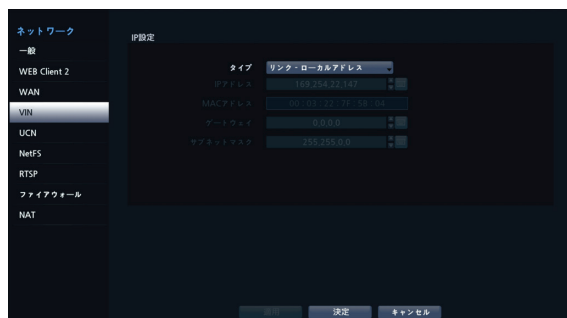 ネットワーク
一般
WEB Client 2
WAN
VIN
UCN
NetFS
RTSP
ファイアウォール
NAT
IP設定
タイプ リンク・ローカルアドレス
IPアドレス 169.254.22.147
MACアドレス
ゲートウェイ 0.0.0.0
サブネットマスク 255.255.0.0
決定 キャンセル